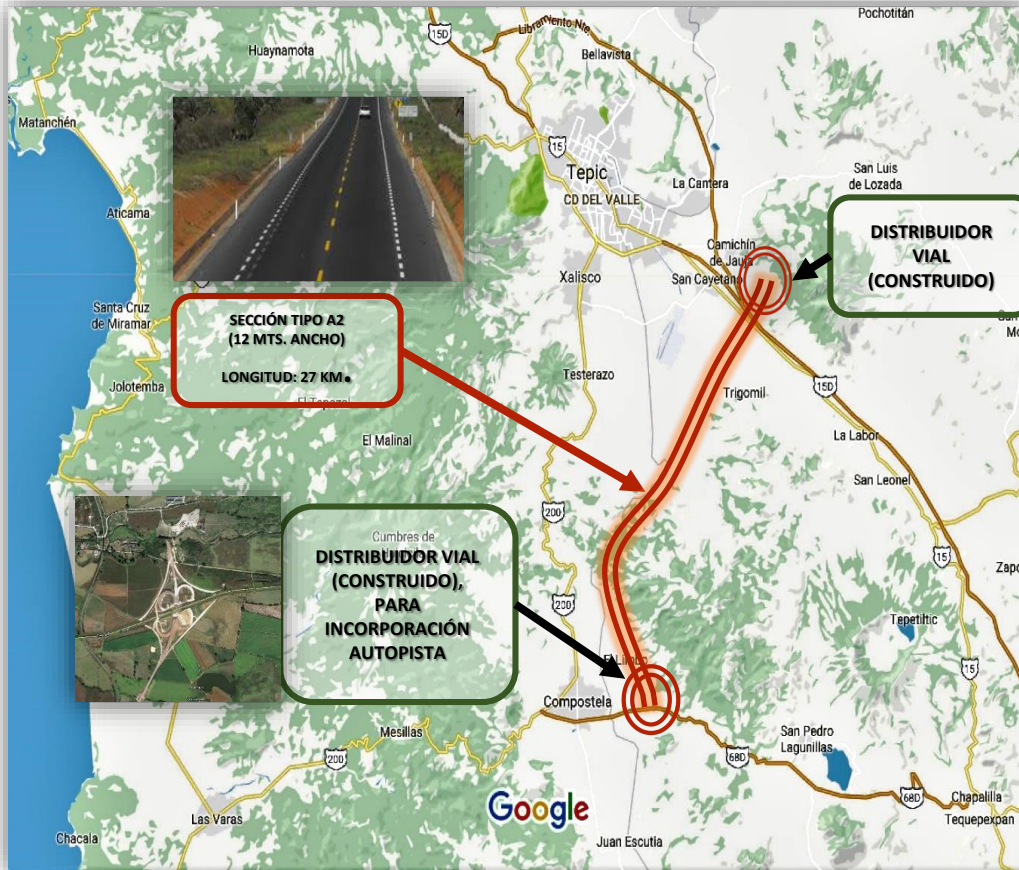 Pochotitán
15D
Libramiento Nte.
Huaynamota
Bellavista
Matanchén
15
Tepic
CD DEL VALLE
La Cantera
San Luis
de Lozada
Aticama
DISTRIBUIDOR
VIAL
(CONSTRUIDO)
Camichín
de Jauja
San Cayetano
Xalisco
Santa Cruz
de Miramar
SECCIÓN TIPO A2
(12 MTS. ANCHO)
LONGITUD: 27 KM.
Jolotemba
Testerazo
Trigomil
15D
El Malinal
La Labor
San Leonel
200
Cumbres de
DISTRIBUIDOR VIAL
(CONSTRUIDO),
PARA
INCORPORACIÓN
AUTOPISTA
15
Zapo
200
Tepetiltic
15
Compostela
Mesillas
San Pedro
Lagunillas
200
68D
68D
Chapalilla
Tequepexpan
Google
Las Varas
Juan Escutia
Chacala